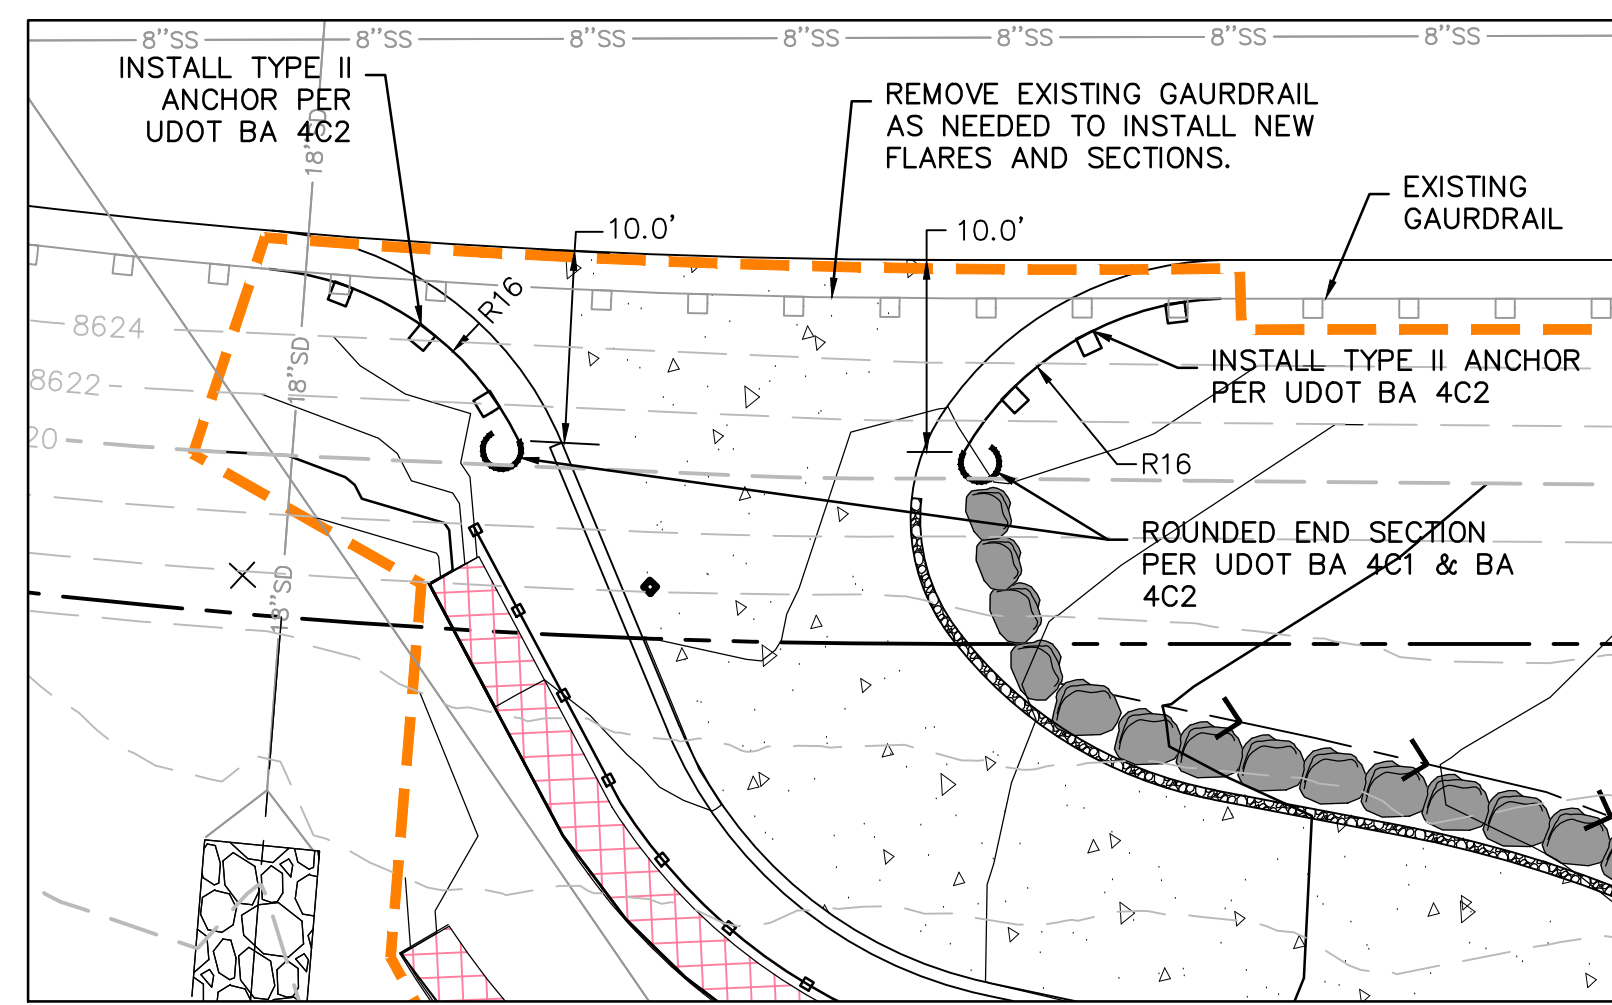 8"SS 8"SS 8"SS 8"SS 8"SS 8"SS 8"SS
INSTALL TYPE II
ANCHOR PER
UDOT BA 4C2
18"SD
REMOVE EXISTING GAURDRAIL
AS NEEDED TO INSTALL NEW
FLARES AND SECTIONS.
EXISTING
GAURDRAIL
10.0'
10.0'
R16
8624
18"SD
8622
20
INSTALL TYPE II ANCHOR
PER UDOT BA 4C2
R16
ROUNDED END SECTION
PER UDOT BA 4C1 & BA
4C2
18"SD